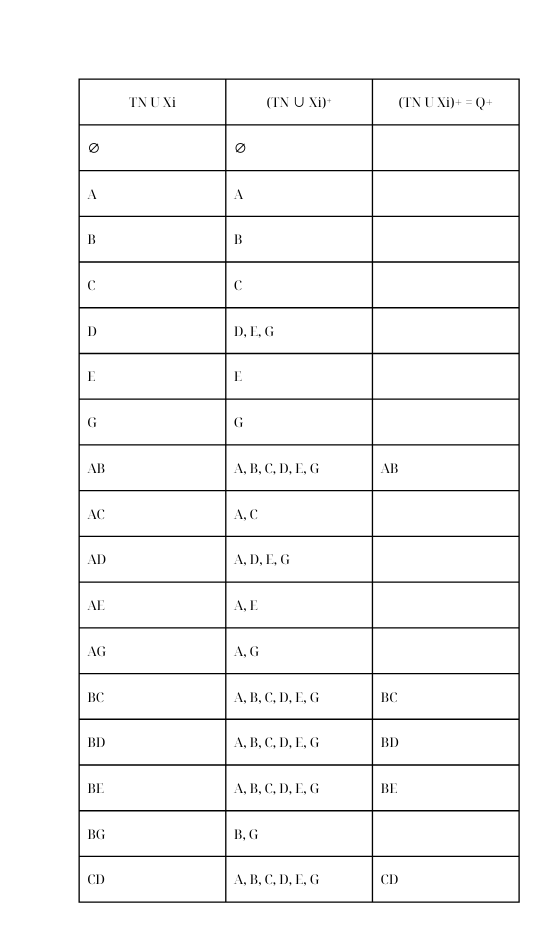 TN U Xi (TN ∪ Xi)⁺ (TN U Xi)+ = Q+
∅ ∅
A A
B B
C C
D D, E, G
E E
G G
AB A, B, C, D, E, G AB
AC A, C
AD A, D, E, G
AE A, E
AG A, G
BC A, B, C, D, E, G BC
BD A, B, C, D, E, G BD
BE A, B, C, D, E, G BE
BG B, G
CD A, B, C, D, E, G CD